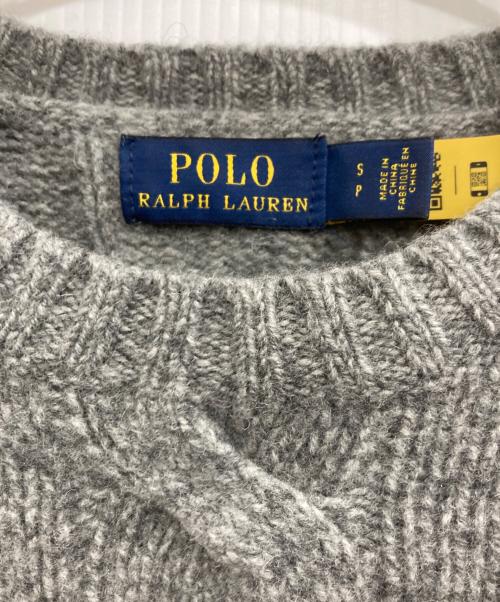 POLO
RALPH LAUREN
S
P
MADE IN
CHINA
FABRIQUÉ EN
CHINE